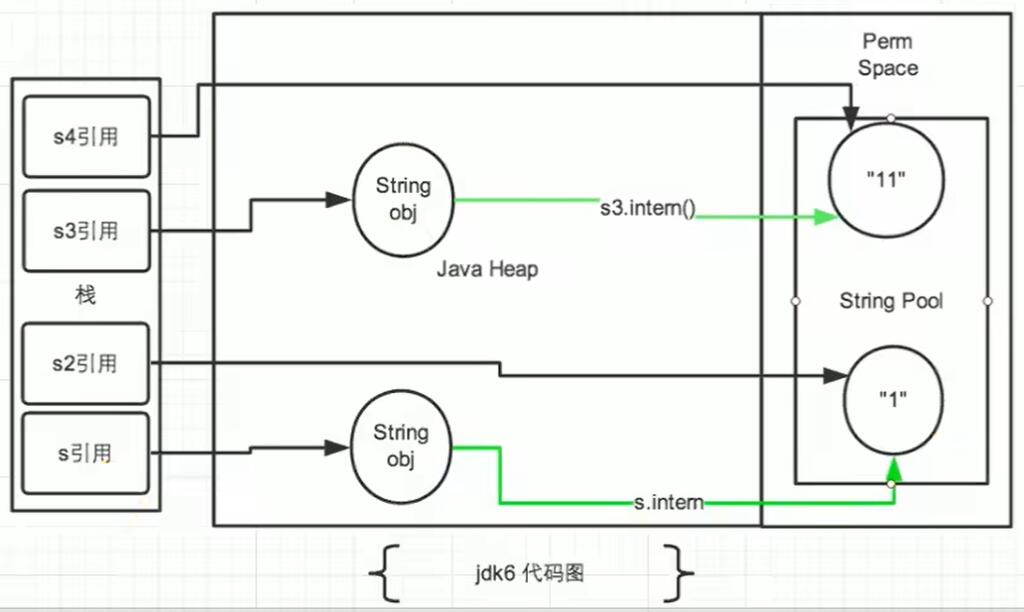 Perm
Space
s4引用
"11"
String
obj
s3.intern()
s3引用
Java Heap
栈
String Pool
s2引用
"1"
String
obj
s引用
s.intern
jdk6 代码图